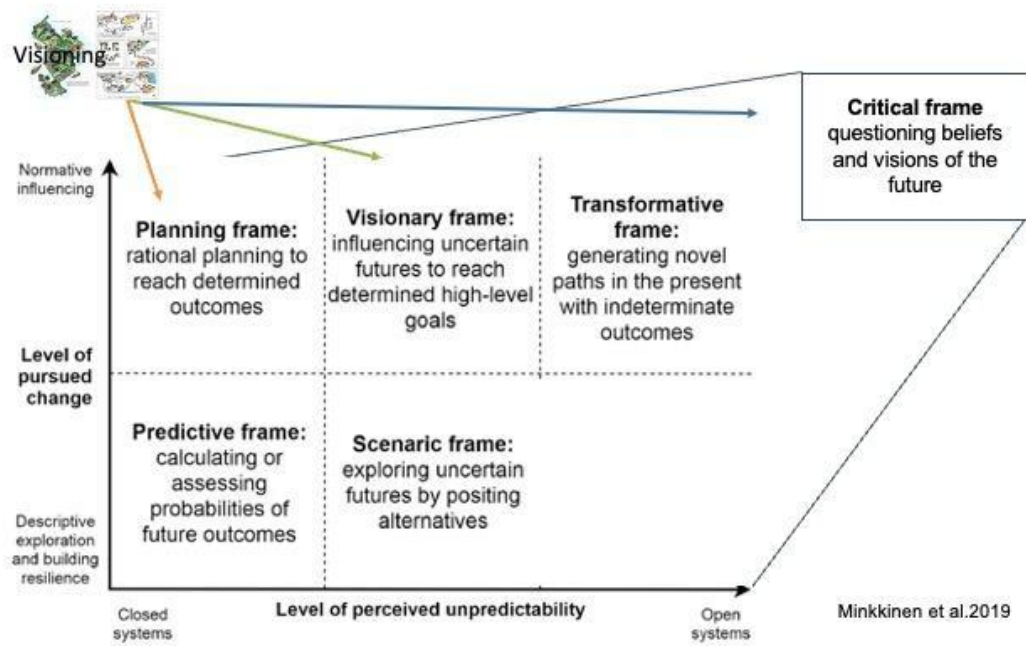 Visioning
Critical frame
questioning beliefs
and visions of the
future
Normative
influencing
Planning frame:
rational planning to
reach determined
outcomes
Visionary frame:
influencing uncertain
futures to reach
determined high-level
goals
Transformative
frame:
generating novel
paths in the present
with indeterminate
outcomes
Level of
pursued
change
Predictive frame:
calculating or
assessing
probabilities of
future outcomes
Scenaric frame:
exploring uncertain
futures by positing
alternatives
Descriptive
exploration
and building
resilience
Closed
systems
Level of perceived unpredictability
Open
systems
Minkkinen et al.2019